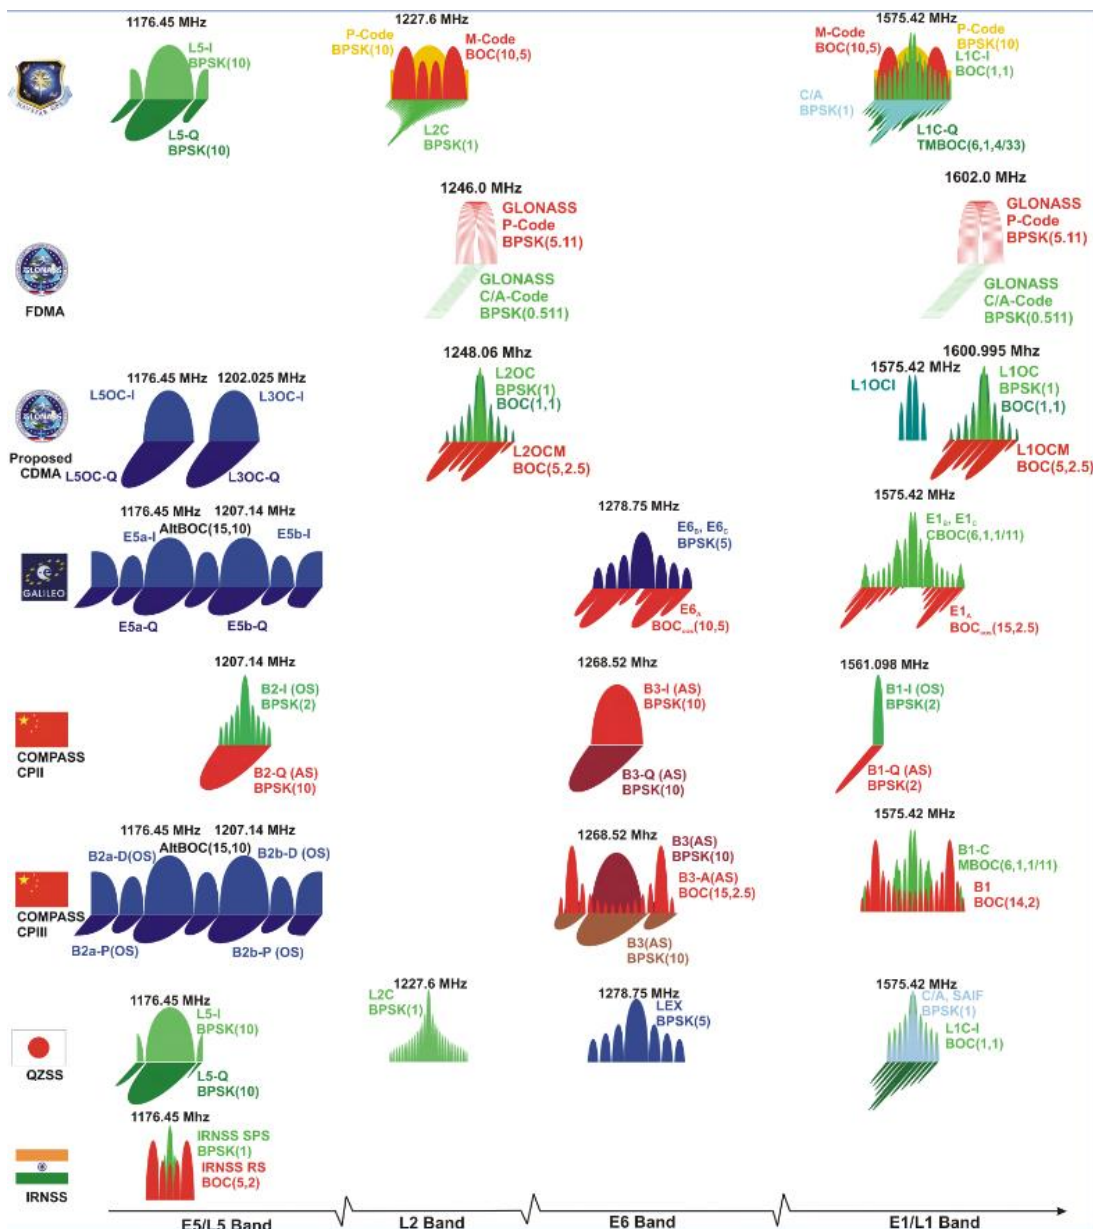 1176.45 MHz
1227.6 MHz
1575.42 MHz
L5-I
BPSK(10)
L5-Q
BPSK(10)
P-Code
BPSK(10)
M-Code
BOC(10,5)
L2C
BPSK(1)
M-Code
BOC(10,5)
P-Code
BPSK(10)
L1C-I
BOC(1,1)
C/A
BPSK(1)
L1C-Q
TMBOC(6,1,4/33)
1246.0 MHz
1602.0 MHz
GLONASS
FDMA
GLONASS
P-Code
BPSK(5.11)
GLONASS
C/A-Code
BPSK(0.511)
GLONASS
P-Code
BPSK(5.11)
GLONASS
C/A-Code
BPSK(0.511)
GLONASS
Proposed
CDMA
1176.45 MHz
1202.025MHz
L5OC-I
L3OC-I
L5OC-Q
L3OC-Q
1248.06 Mhz
L2OC
BPSK(1)
BOC(1,1)
L2OCM
BOC(5,2.5)
1575.42 MHz
L1OCI
1600.995 Mhz
L1OC
BPSK(1)
BOC(1,1)
L1OCM
BOC(5,2.5)
GALILEO
1176.45 MHz
1207.14 MHz
AltBOC(15,10)
E5a-I
E5b-I
E5a-Q
E5b-Q
1278.75 MHz
E6B, E6C
BPSK(5)
E6A
BOCcos(10,5)
1575.42 MHz
E1B, E1C
CBOC(6,1,1/11)
E1A
BOCcos(15,2.5)
COMPASS
CPII
1207.14 MHz
B2-I (OS)
BPSK(2)
B2-Q (AS)
BPSK(10)
1268.52 Mhz
B3-I (AS)
BPSK(10)
B3-Q (AS)
BPSK(10)
1561.098 MHz
B1-I (OS)
BPSK(2)
B1-Q (AS)
BPSK(2)
COMPASS
CPIII
1176.45 MHz
1207.14 MHz
AltBOC(15,10)
B2a-D(OS)
B2b-D (OS)
B2a-P(OS)
B2b-P (OS)
1268.52 Mhz
B3(AS)
BPSK(10)
B3-A(AS)
BOC(15,2.5)
B3(AS)
BPSK(10)
1575.42 MHz
B1-C
MBOC(6,1,1/11)
B1
BOC(14,2)
QZSS
1176.45 MHz
L5-I
BPSK(10)
L5-Q
BPSK(10)
1227.6 MHz
L2C
BPSK(1)
1278.75 MHz
LEX
BPSK(5)
1575.42 MHz
C/A, SAIF
BPSK(1)
L1C-I
BOC(1,1)
IRNSS
1176.45 Mhz
IRNSS SPS
BPSK(1)
IRNSS RS
BOC(5,2)
E5/L5 Band
L2 Band
E6 Band
E1/L1 Band